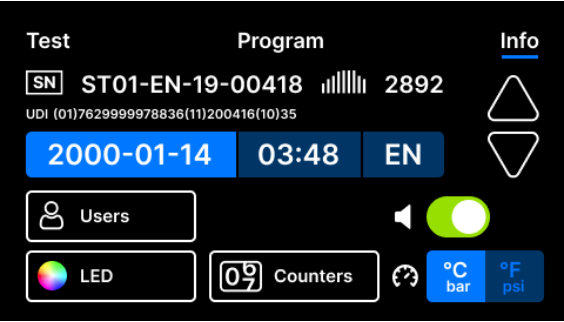 Test Program Info
SN ST01-EN-19-00418 2892
UDI (01)7629999978836(11)200416(10)35
2000-01-14 03:48 EN
Users
LED Counters °C bar °F psi